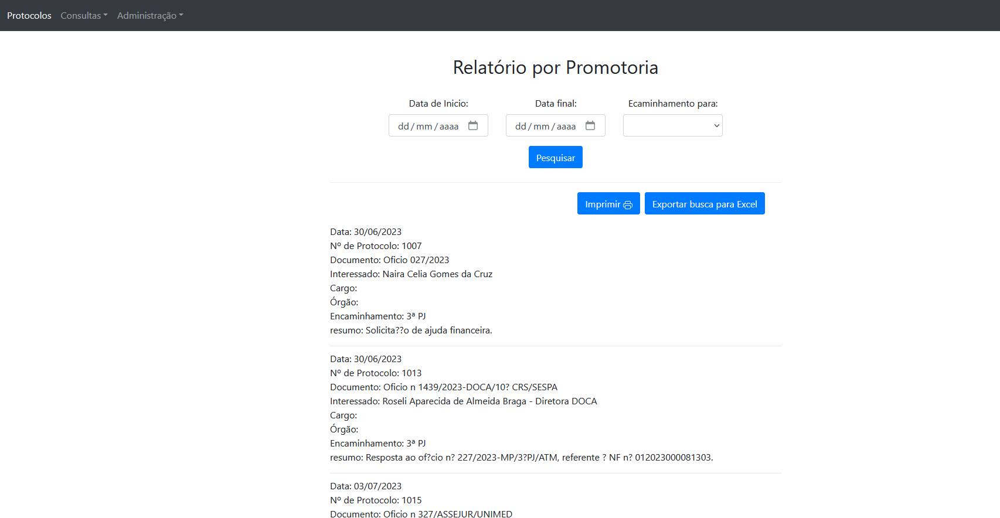 Protocolos Consultas Administração
Relatório por Promotoria
Data de Inicio: Data final: Ecaminhamento para:
dd/mm/aaaa dd/mm/aaaa
Pesquisar
Imprimir Exportar busca para Excel
Data: 30/06/2023
Nº de Protocolo: 1007
Documento: Oficio 027/2023
Interessado: Naira Celia Gomes da Cruz
Cargo:
Órgão:
Encaminhamento: 3ª PJ
resumo: Solicita??o de ajuda financeira.
Data: 30/06/2023
Nº de Protocolo: 1013
Documento: Oficio n 1439/2023-DOCA/10? CRS/SESPA
Interessado: Roseli Aparecida de Almeida Braga - Diretora DOCA
Cargo:
Órgão:
Encaminhamento: 3ª PJ
resumo: Resposta ao of?cio n? 227/2023-MP/3?PJ/ATM, referente ? NF n? 012023000081303.
Data: 03/07/2023
Nº de Protocolo: 1015
Documento: Oficio n 327/ASSEJUR/UNIMED